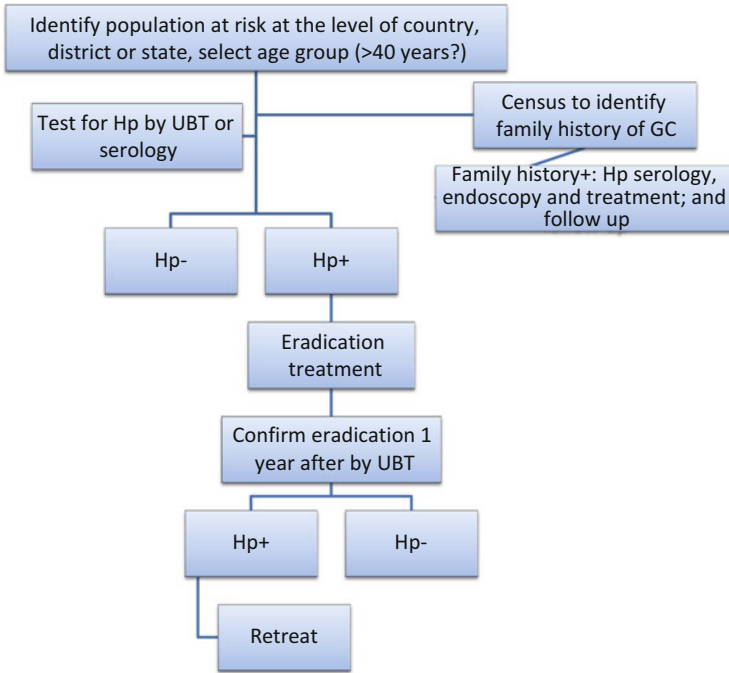 Identify population at risk at the level of country,
district or state, select age group (>40 years?)
Test for Hp by UBT or
serology
Census to identify
family history of GC
Family history+: Hp serology,
endoscopy and treatment; and
follow up
Hp-
Hp+
Eradication
treatment
Confirm eradication 1
year after by UBT
Hp+
Hp-
Retreat